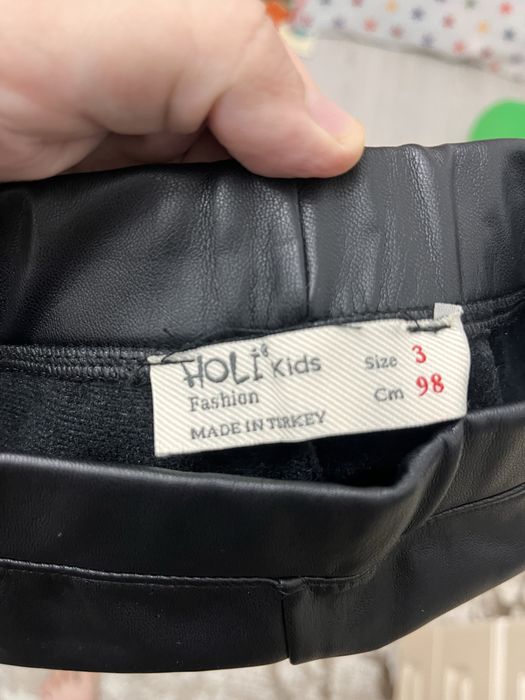 HOLI Kids
Fashion
MADE IN TIRKEY
Size 3
Cm 98